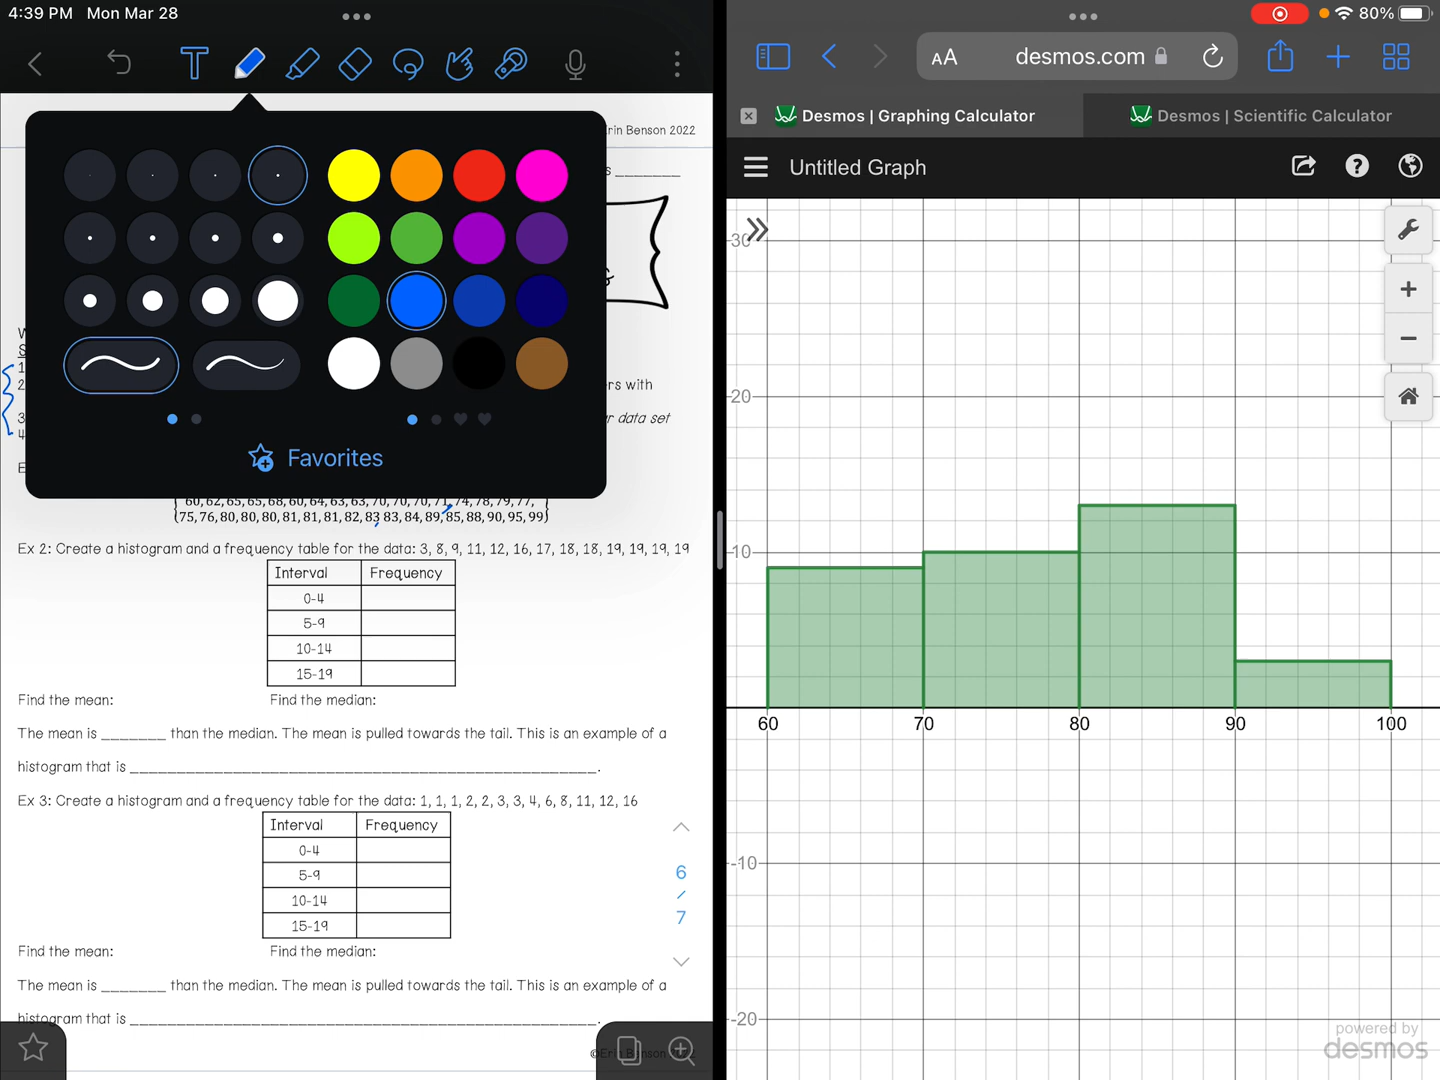 4:39 PM Mon Mar 28
80%
T
AA desmos.com
Desmos | Graphing Calculator
Desmos | Scientific Calculator
Untitled Graph
rin Benson 2022
s _______
rs with
r data set
Favorites
60, 62, 65, 65, 68, 60, 64, 63, 63, 70, 70, 70, 71, 74, 78, 79, 77,
75, 76, 80, 80, 80, 81, 81, 81, 82, 83, 83, 84, 89, 85, 88, 90, 95, 99
Ex 2: Create a histogram and a frequency table for the data: 3, 8, 9, 11, 12, 16, 17, 18, 18, 19, 19, 19, 19
Interval Frequency
0-4
5-9
10-14
15-19
Find the mean: Find the median:
The mean is _______ than the median. The mean is pulled towards the tail. This is an example of a
histogram that is __________________________________________________.
Ex 3: Create a histogram and a frequency table for the data: 1, 1, 1, 2, 2, 3, 3, 4, 6, 8, 11, 12, 16
Interval Frequency
0-4
5-9
10-14
15-19
Find the mean: Find the median:
The mean is _______ than the median. The mean is pulled towards the tail. This is an example of a
histogram that is __________________________________________________.
6
/
7
30
20
10
60 70 80 90 100
-10
-20
powered by
desmos